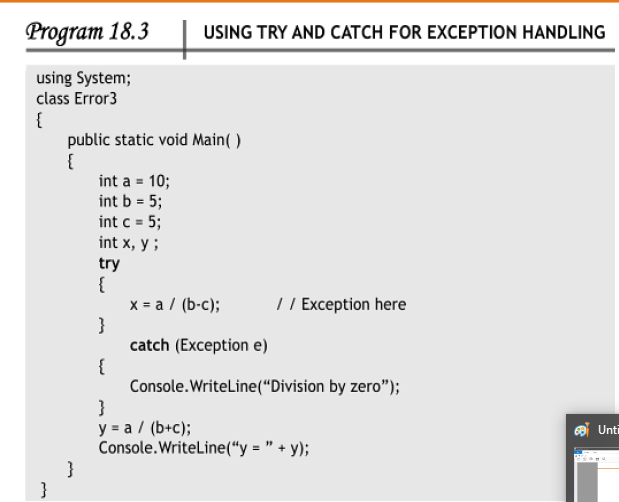 Program 18.3 USING TRY AND CATCH FOR EXCEPTION HANDLING
using System;
class Error3
{
public static void Main( )
{
int a = 10;
int b = 5;
int c = 5;
int x, y ;
try
{
x = a / (b-c); / / Exception here
}
catch (Exception e)
{
Console.WriteLine(“Division by zero”);
}
y = a / (b+c);
Console.WriteLine(“y = ” + y);
}
}
Unti